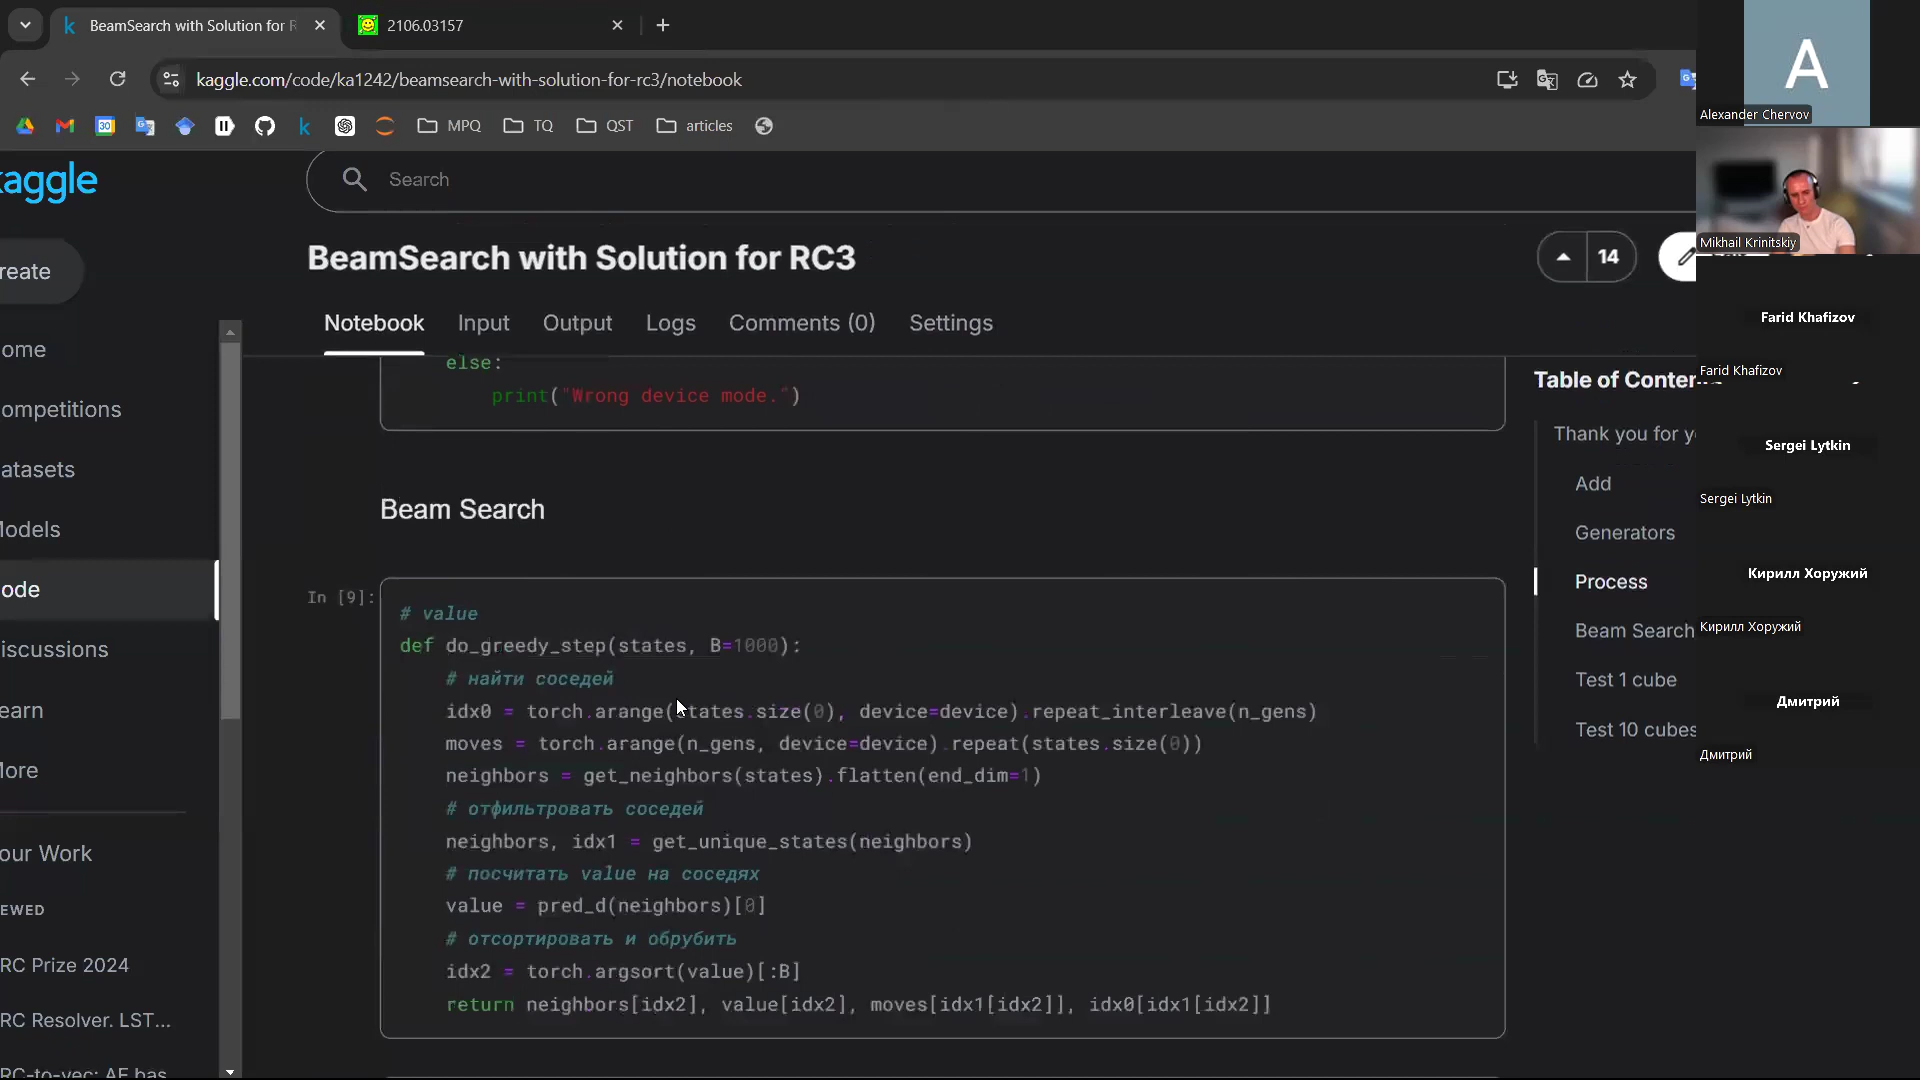 BeamSearch with Solution for R
2106.03157
kaggle.com/code/ka1242/beamsearch-with-solution-for-rc3/notebook
MPQ
TQ
QST
articles
A
Alexander Chervov
Mikhail Krinitskiy
Farid Khafizov
Farid Khafizov
Sergei Lytkin
Sergei Lytkin
Кирилл Хоружий
Кирилл Хоружий
Дмитрий
Дмитрий
aggle
Search
reate
ome
ompetitions
atasets
odels
ode
iscussions
earn
ore
our Work
EWED
RC Prize 2024
RC Resolver. LST...
RC-to-vec: AE bas
BeamSearch with Solution for RC3
14
Notebook
Input
Output
Logs
Comments (0)
Settings
else:
print("Wrong device mode.")
Beam Search
In [9]:
# value
def do_greedy_step(states, B=1000):
# найти соседей
idx0 = torch.arange(states.size(0), device=device).repeat_interleave(n_gens)
moves = torch.arange(n_gens, device=device).repeat(states.size(0))
neighbors = get_neighbors(states).flatten(end_dim=1)
# отфильтровать соседей
neighbors, idx1 = get_unique_states(neighbors)
# посчитать value на соседях
value = pred_d(neighbors)[0]
# отсортировать и обрубить
idx2 = torch.argsort(value)[:B]
return neighbors[idx2], value[idx2], moves[idx1[idx2]], idx0[idx1[idx2]]
Table of Conten
Thank you for y
Add
Generators
Process
Beam Search
Test 1 cube
Test 10 cubes